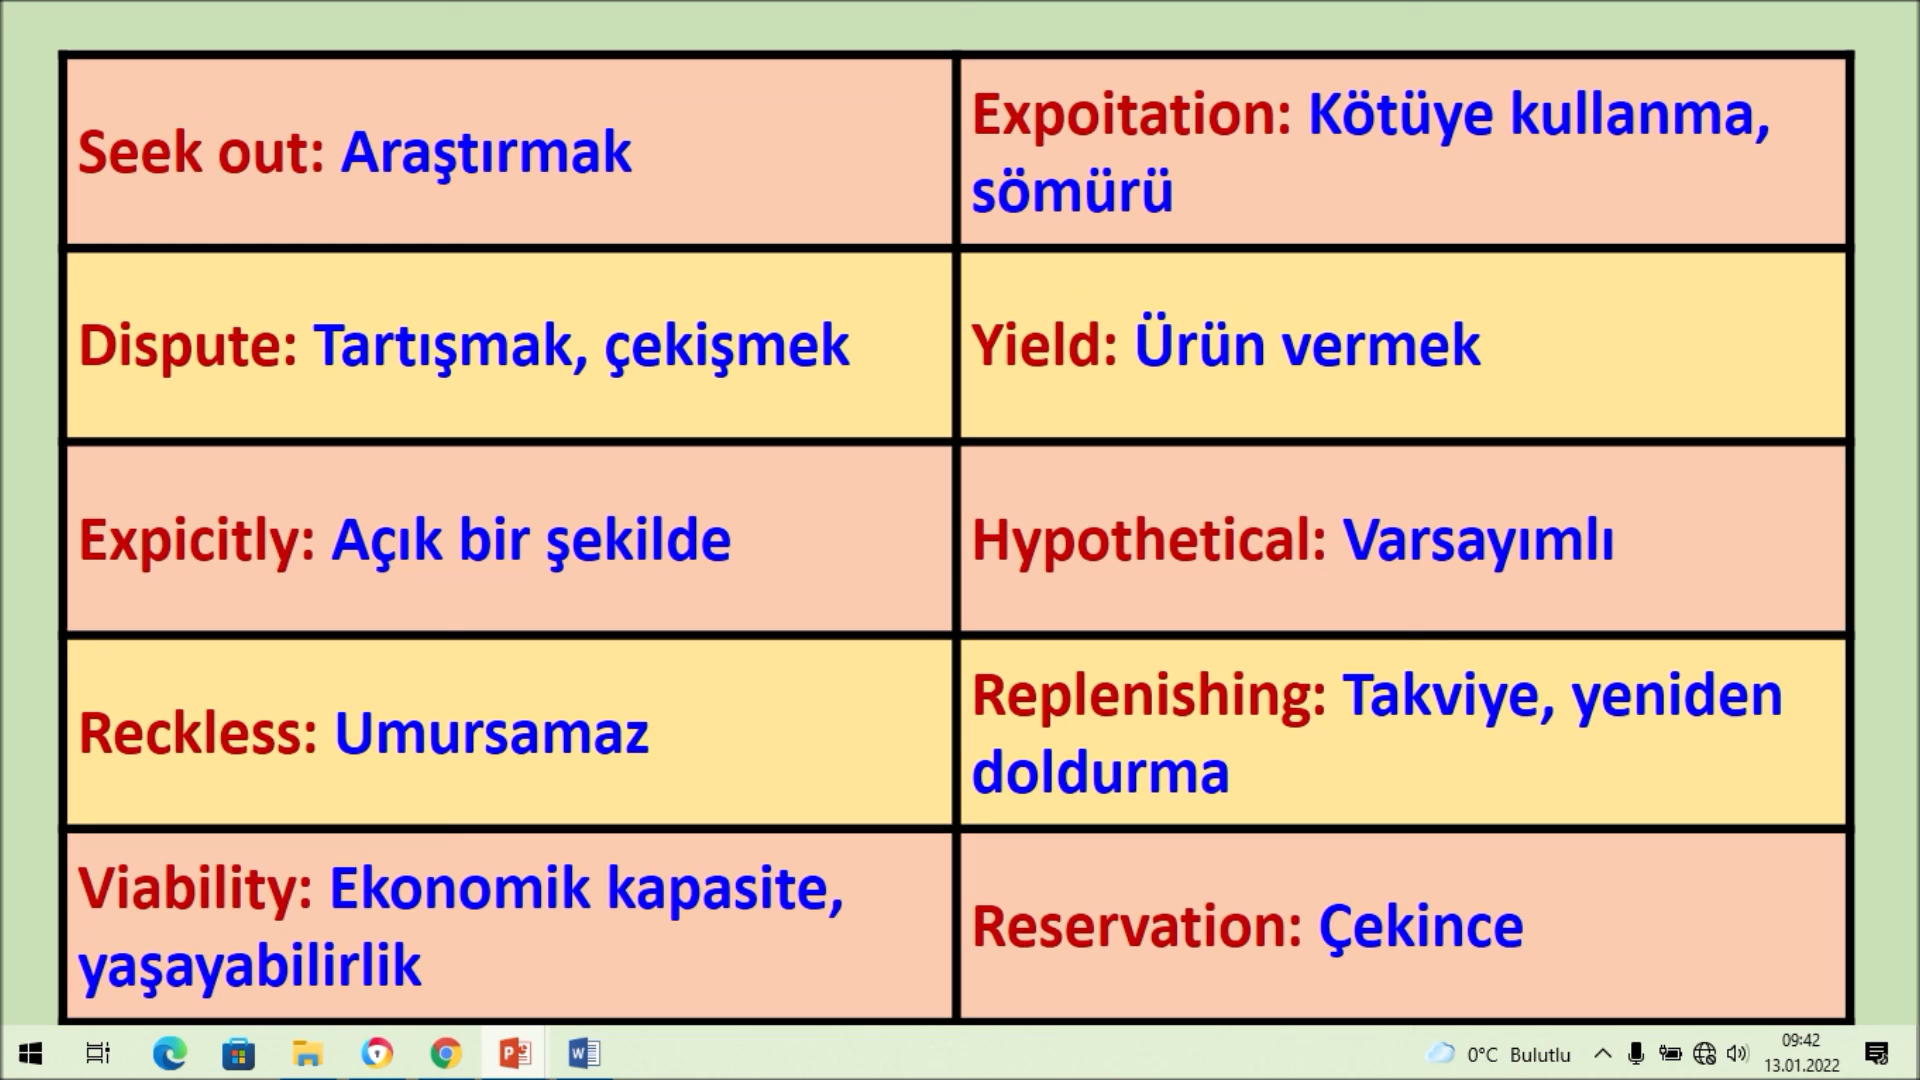 Seek out: Araştırmak
Expoitation: Kötüye kullanma,
sömürü
Dispute: Tartışmak, çekişmek
Yield: Ürün vermek
Expicitly: Açık bir şekilde
Hypothetical: Varsayımlı
Reckless: Umursamaz
Replenishing: Takviye, yeniden
doldurma
Viability: Ekonomik kapasite,
yaşayabilirlik
Reservation: Çekince
0°C Bulutlu
09:42
13.01.2022